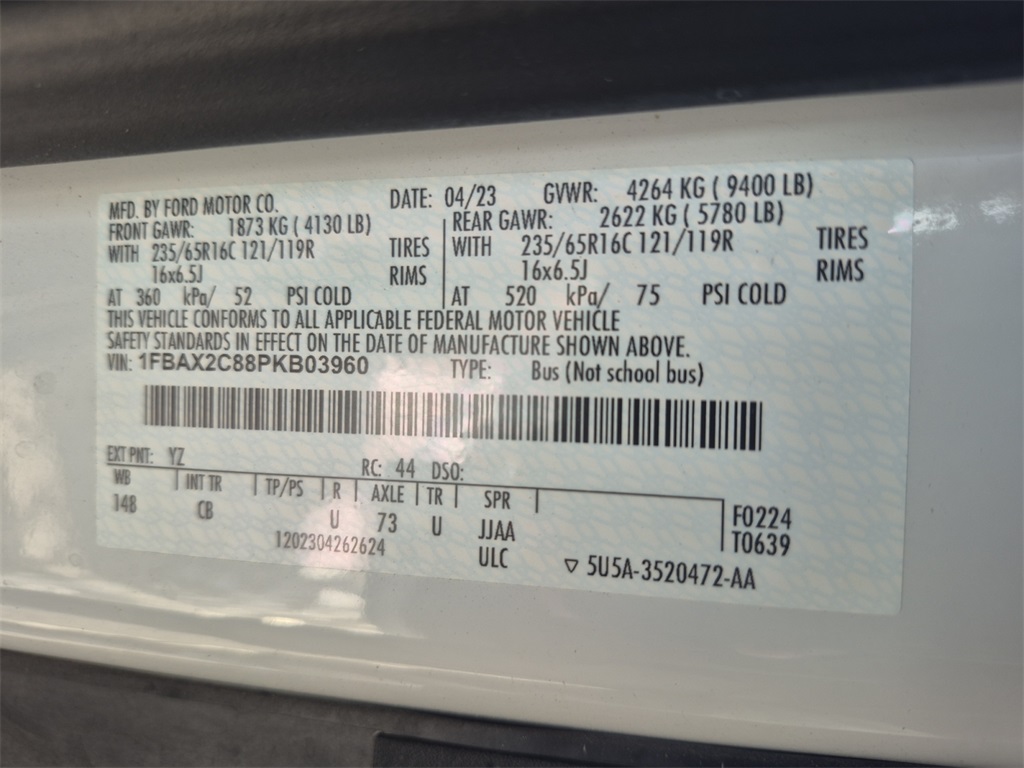 MFD. BY FORD MOTOR CO. DATE: 04/23 GVWR: 4264 KG ( 9400 LB)
FRONT GAWR: 1873 KG ( 4130 LB) REAR GAWR: 2622 KG ( 5780 LB)
WITH 235/65R16C 121/119R TIRES WITH 235/65R16C 121/119R TIRES
16x6.5J RIMS 16x6.5J RIMS
AT 360 kPa/ 52 PSI COLD AT 520 kPa/ 75 PSI COLD
THIS VEHICLE CONFORMS TO ALL APPLICABLE FEDERAL MOTOR VEHICLE
SAFETY STANDARDS IN EFFECT ON THE DATE OF MANUFACTURE SHOWN ABOVE.
VIN: 1FBAX2C88PKB03960 TYPE: Bus (Not school bus)
EXT PNT: YZ RC: 44 DSO:
WB INT TR TP/PS R AXLE TR SPR
148 CB U 73 U JJAA F0224
1202304262624 ULC T0639
▽ 5U5A-3520472-AA